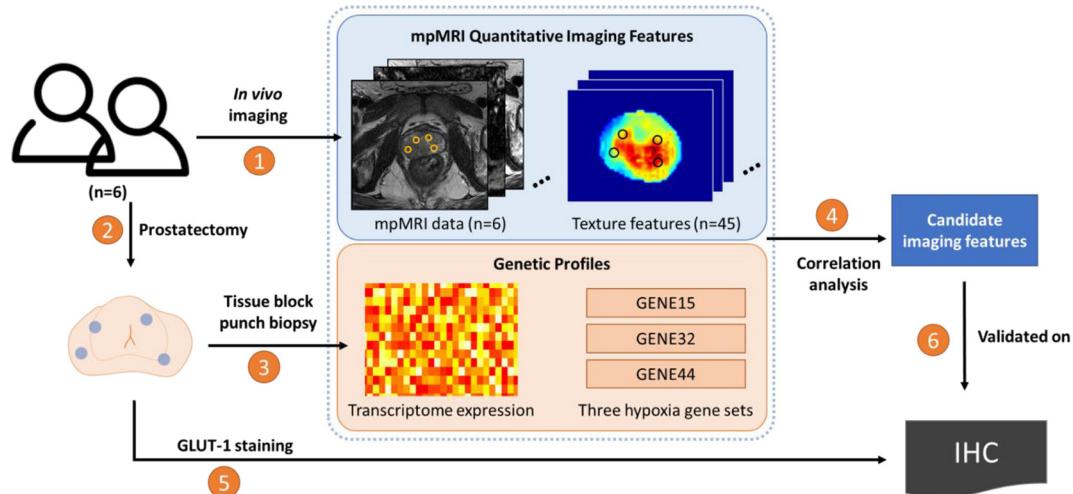 mpMRI Quantitative Imaging Features
In vivo
imaging
1
(n=6)
mpMRI data (n=6)
...
Texture features (n=45)
...
2
Prostatectomy
4
Correlation
analysis
Candidate
imaging features
Genetic Profiles
Tissue block
punch biopsy
3
GENE15
GENE32
GENE44
Transcriptome expression
Three hypoxia gene sets
6
Validated on
GLUT-1 staining
5
IHC